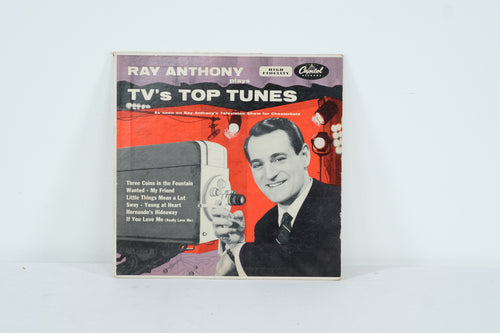 RAY ANTHONY
plays
HIGH
FIDELITY
Capitol
RECORDS
TV's TOP TUNES
As seen on Ray Anthony's Television Show for Chesterfield
Three Coins in the Fountain
Wanted · My Friend
Little Things Mean a Lot
Sway · Young at Heart
Hernando's Hideaway
If You Love Me (Really Love Me)